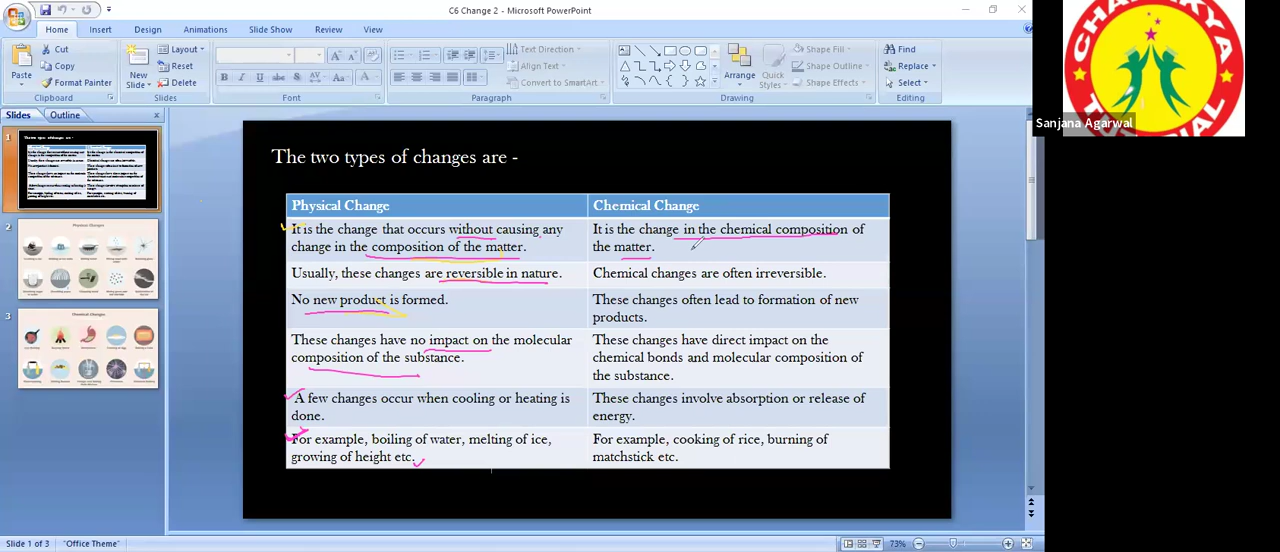 C6 Change 2 - Microsoft PowerPoint
Home Insert Design Animations Slide Show Review View
Paste
Cut
Copy
Format Painter
Clipboard
New
Slide
Layout
Reset
Delete
Slides
Font
Text Direction
Align Text
Convert to SmartArt
Paragraph
Arrange
Quick
Styles
Shape Fill
Shape Outline
Shape Effects
Drawing
Find
Replace
Select
Editing
CHANAKYA
TUTORIAL
Sanjana Agarwal
Slides Outline
1
2
Physical Changes
3
Chemical Changes
The two types of changes are -
Physical Change
Chemical Change
It is the change that occurs without causing any
change in the composition of the matter.
It is the change in the chemical composition of
the matter.
Usually, these changes are reversible in nature.
Chemical changes are often irreversible.
No new product is formed.
These changes often lead to formation of new
products.
These changes have no impact on the molecular
composition of the substance.
These changes have direct impact on the
chemical bonds and molecular composition of
the substance.
A few changes occur when cooling or heating is
done.
These changes involve absorption or release of
energy.
For example, boiling of water, melting of ice,
growing of height etc.
For example, cooking of rice, burning of
matchstick etc.
Slide 1 of 3 "Office Theme" 73%